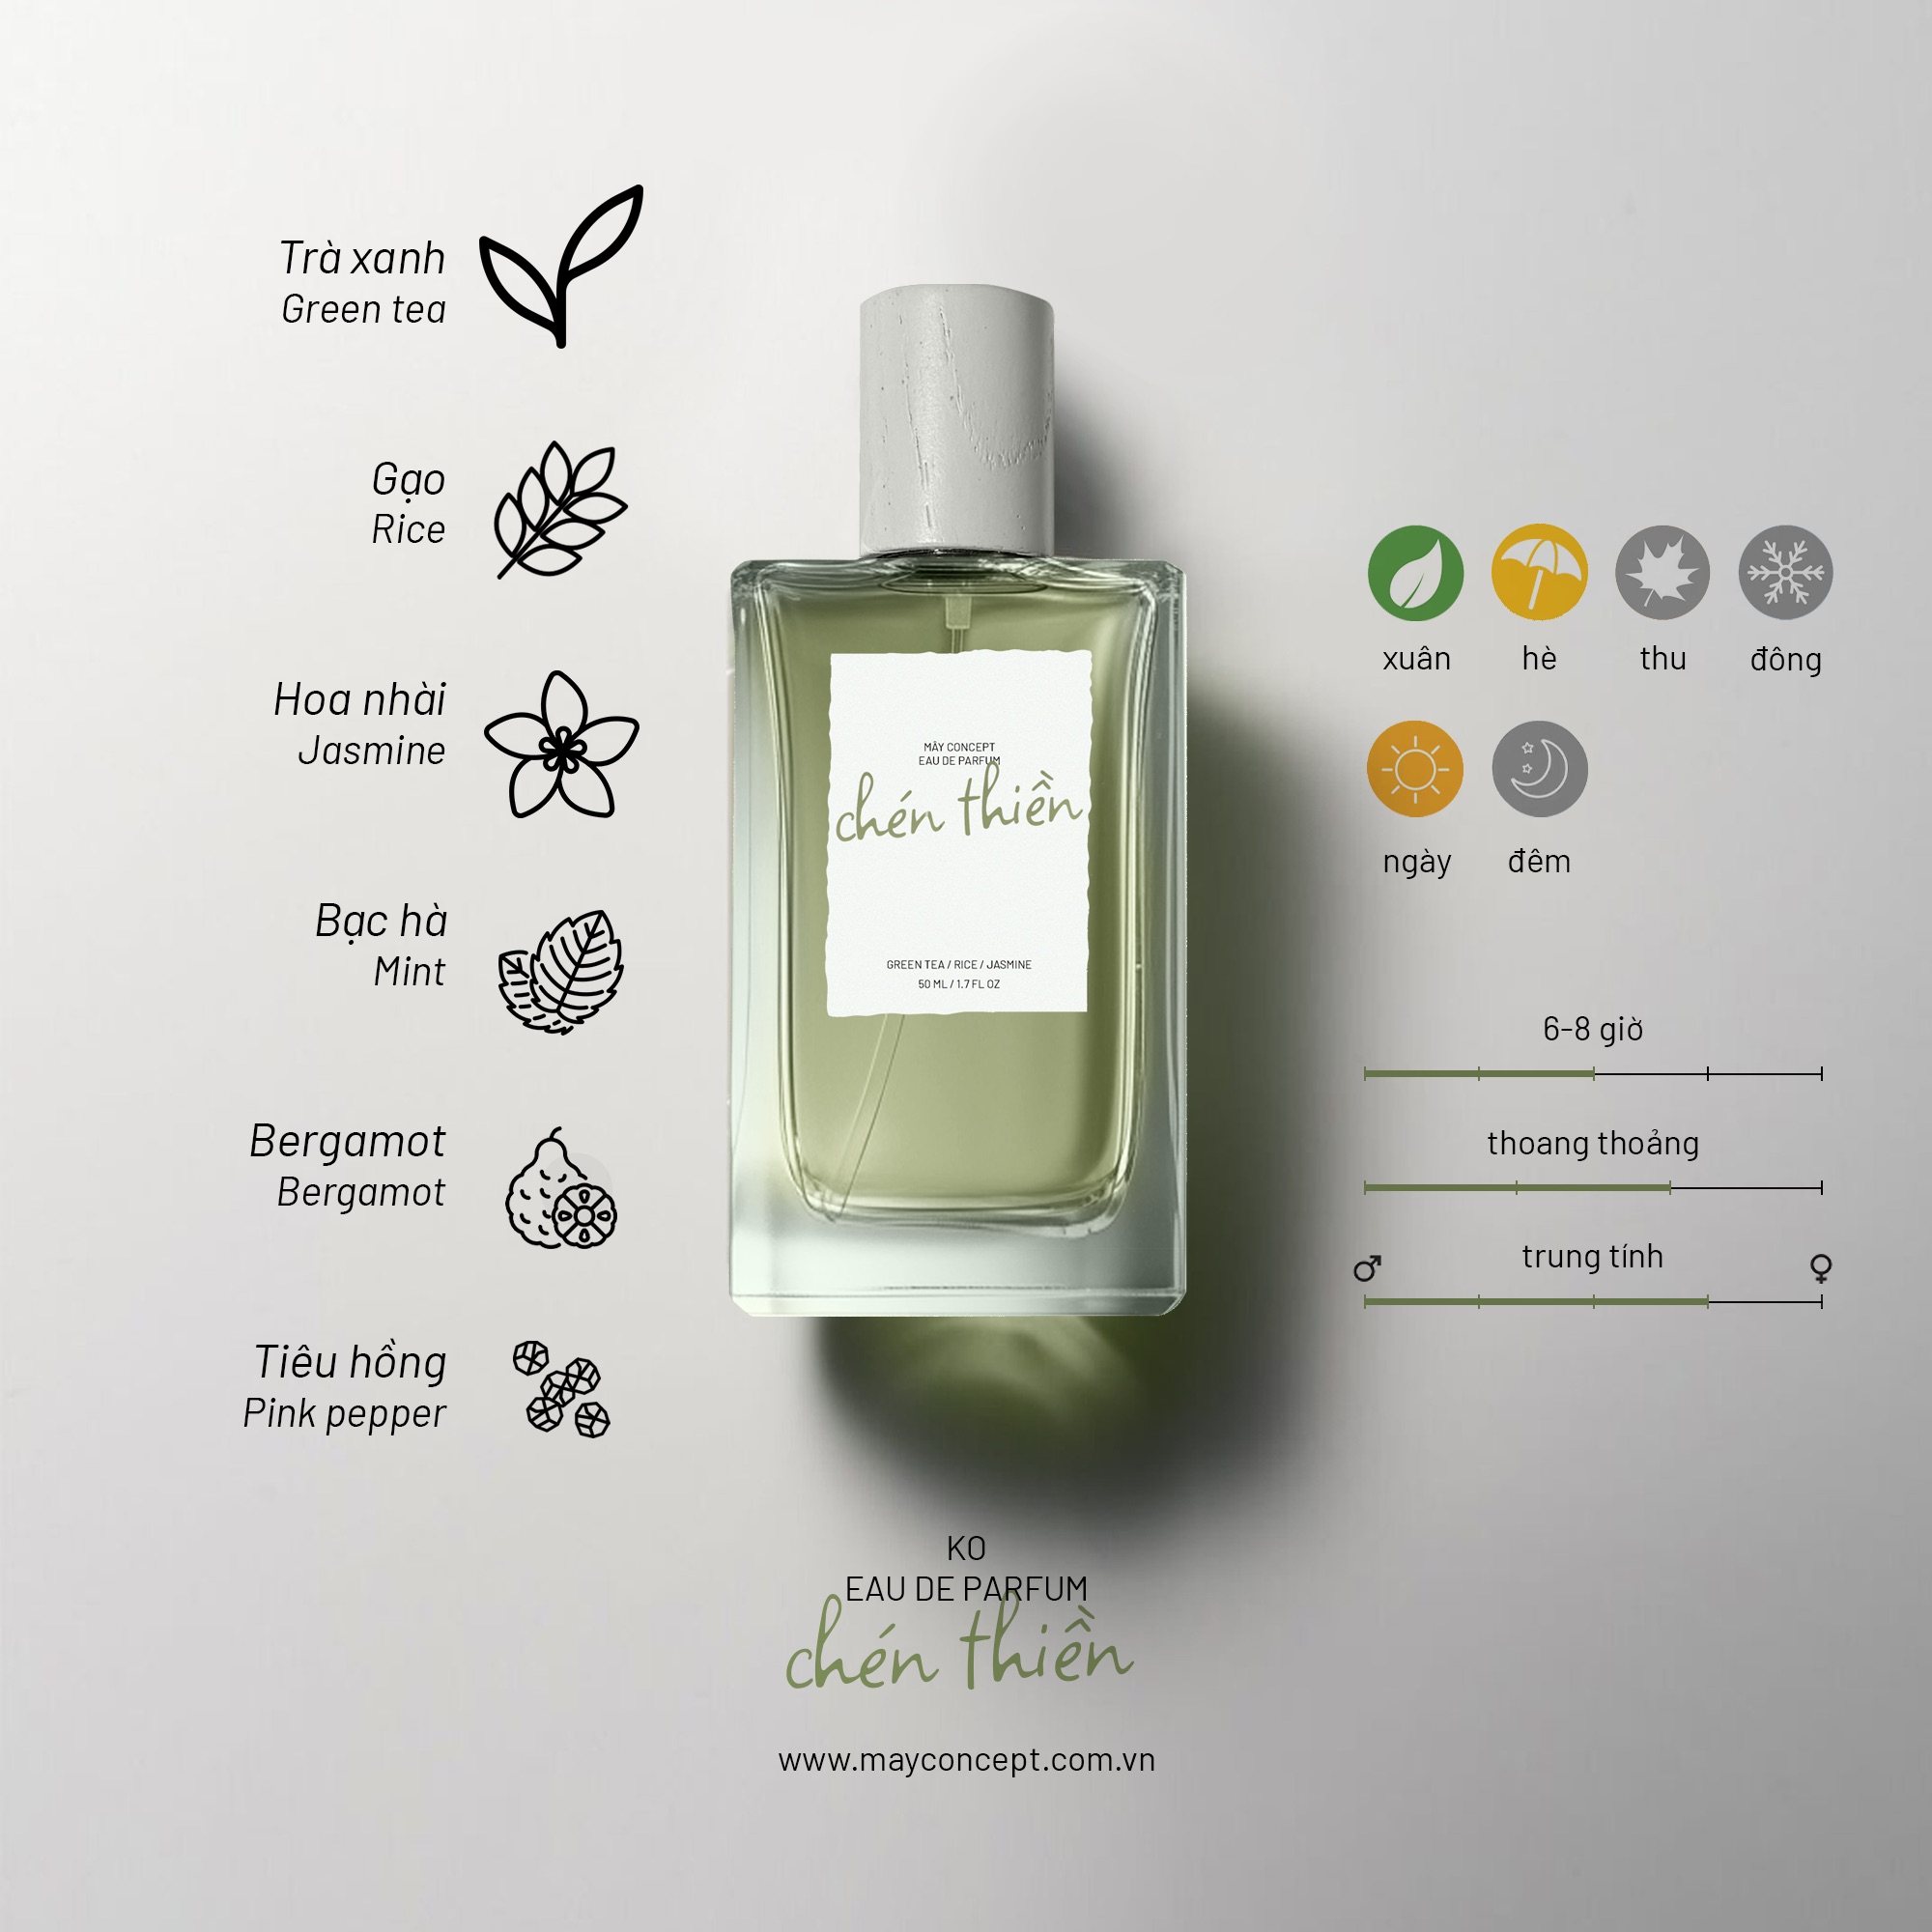 Trà xanh
Green tea
Gạo
Rice
Hoa nhài
Jasmine
Bạc hà
Mint
Bergamot
Bergamot
Tiêu hồng
Pink pepper
MÂY CONCEPT
EAU DE PARFUM
chén thiền
GREEN TEA / RICE / JASMINE
50 ML / 1.7 FL OZ
xuân hè thu đông
ngày đêm
6-8 giờ
thoang thoảng
♂ trung tính ♀
KO
EAU DE PARFUM
chén thiền
www.mayconcept.com.vn